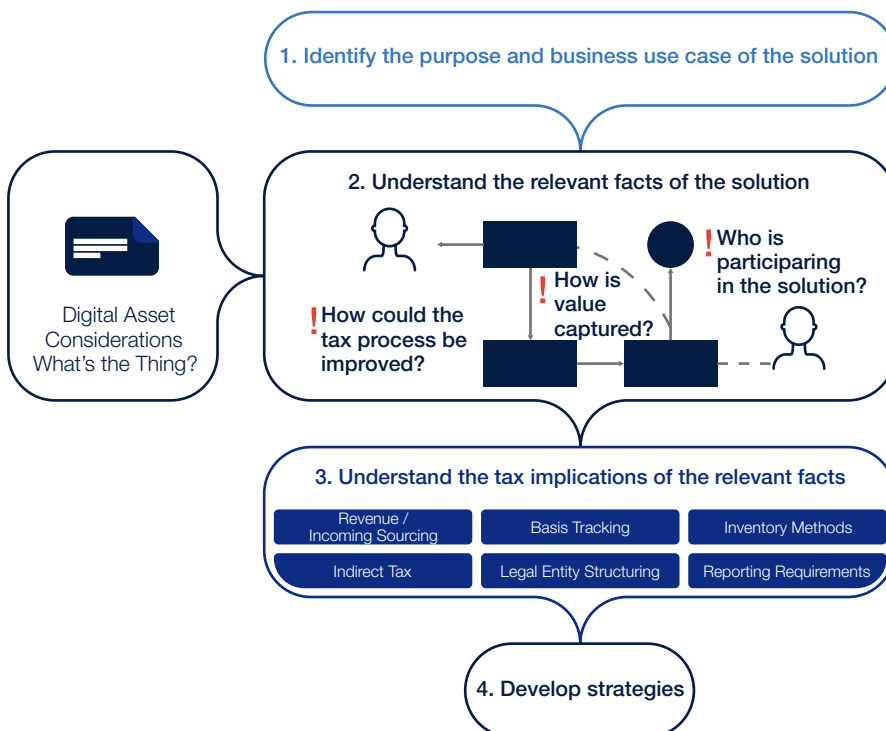 1. Identify the purpose and business use case of the solution
2. Understand the relevant facts of the solution
Digital Asset
Considerations
What's the Thing?
! How could the
tax process be
improved?
! How is
value
captured?
! Who is
participaring
in the solution?
3. Understand the tax implications of the relevant facts
Revenue /
Incoming Sourcing
Basis Tracking
Inventory Methods
Indirect Tax
Legal Entity Structuring
Reporting Requirements
4. Develop strategies